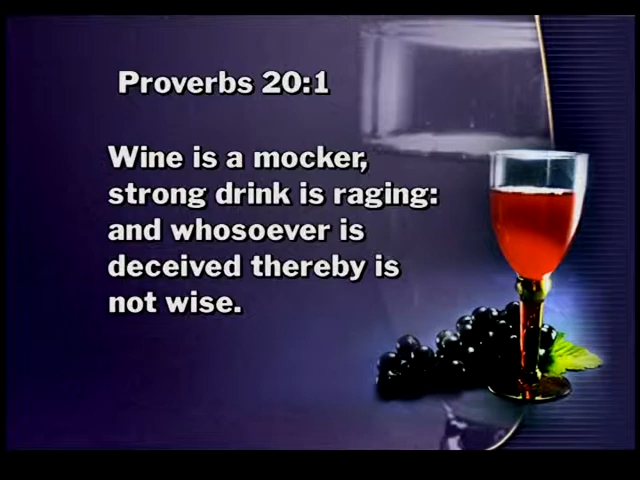 Proverbs 20:1
Wine is a mocker,
strong drink is raging:
and whosoever is
deceived thereby is
not wise.